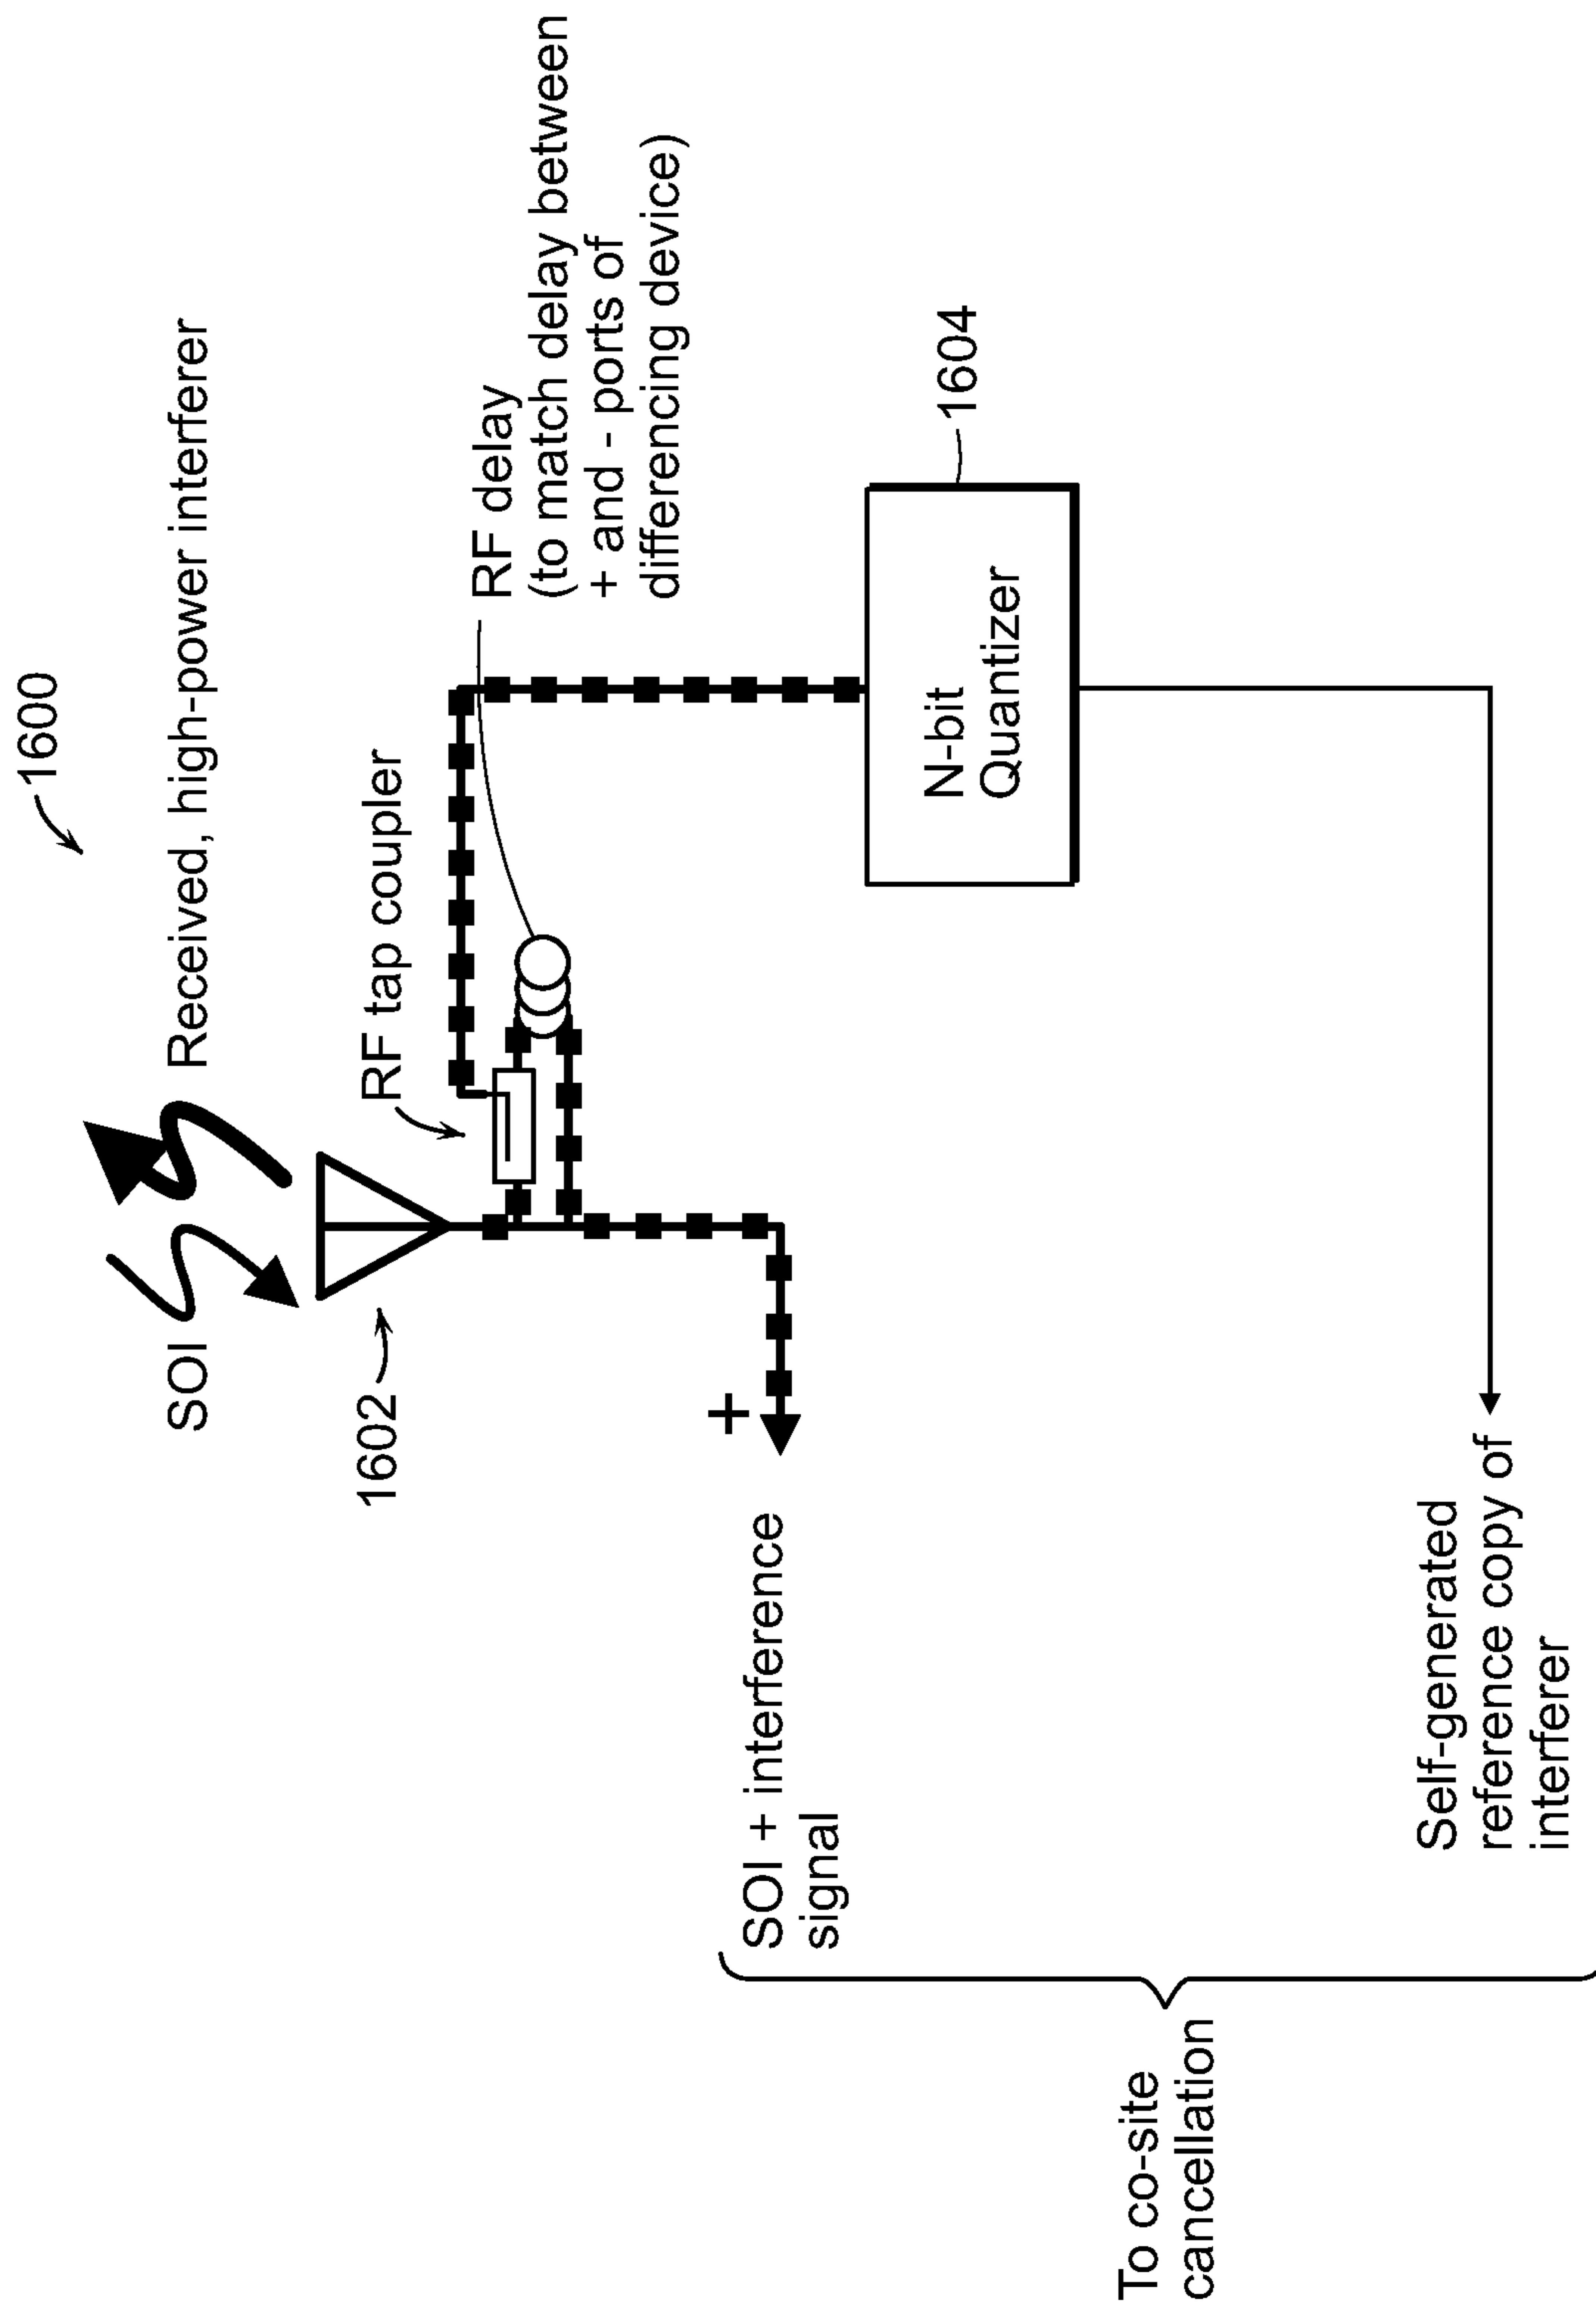 1600
SOI
Received, high-power interferer
1602
RF tap coupler
RF delay
(to match delay between
+ and - ports of
differencing device)
+
SOI + interference
signal
N-bit
Quantizer
1604
To co-site
cancellation
Self-generated
reference copy of
interferer